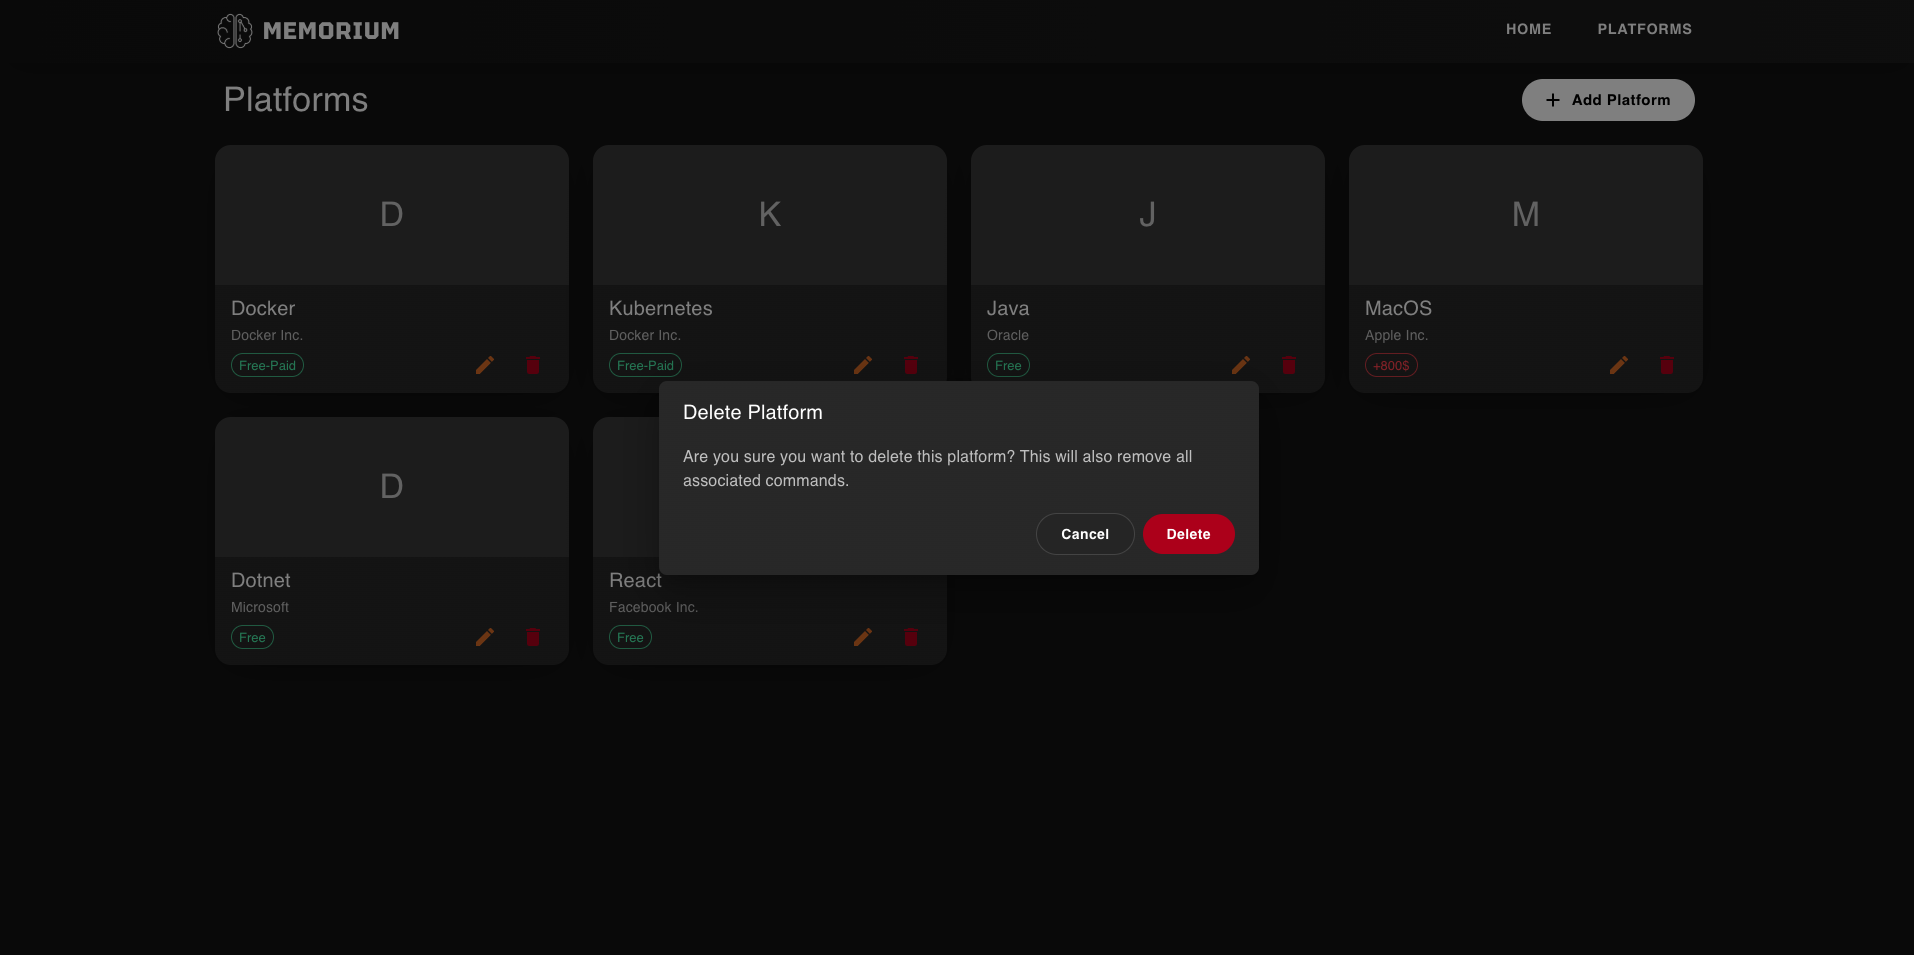 MEMORIUM
HOME
PLATFORMS
Platforms
+ Add Platform
D
K
J
M
Docker
Docker Inc.
Free-Paid
Kubernetes
Docker Inc.
Free-Paid
Java
Oracle
Free
MacOS
Apple Inc.
+800$
Delete Platform
Are you sure you want to delete this platform? This will also remove all
associated commands.
Cancel
Delete
D
Dotnet
Microsoft
Free
React
Facebook Inc.
Free